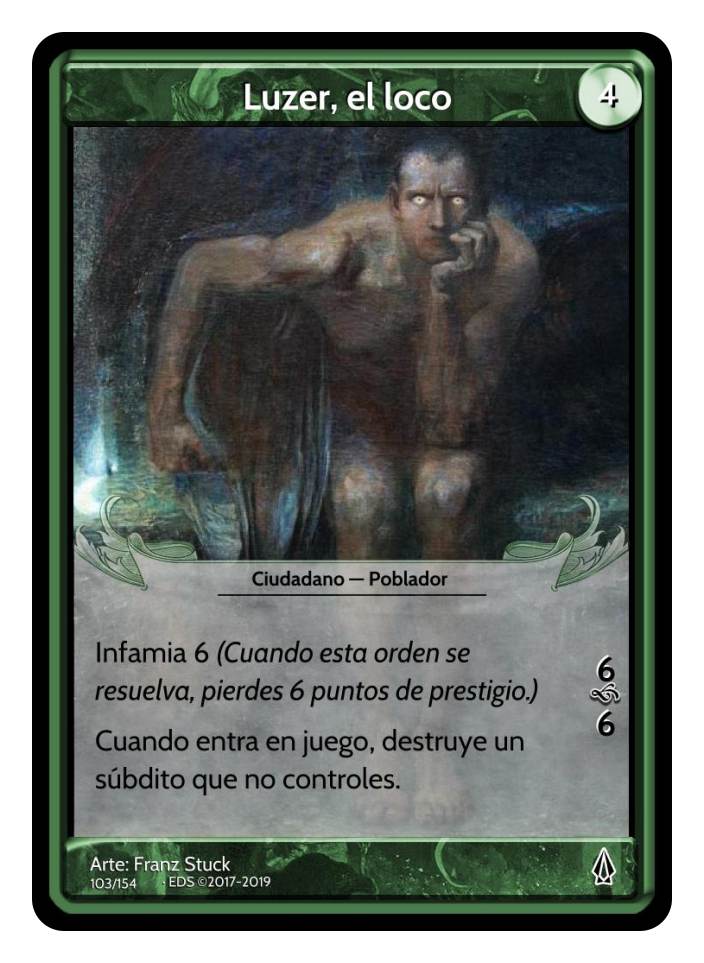 Luzer, el loco
4
Ciudadano — Poblador
Infamia 6 (Cuando esta orden se
resuelva, pierdes 6 puntos de prestigio.)
Cuando entra en juego, destruye un
súbdito que no controles.
6
6
Arte: Franz Stuck
103/154 · EDS ©2017-2019